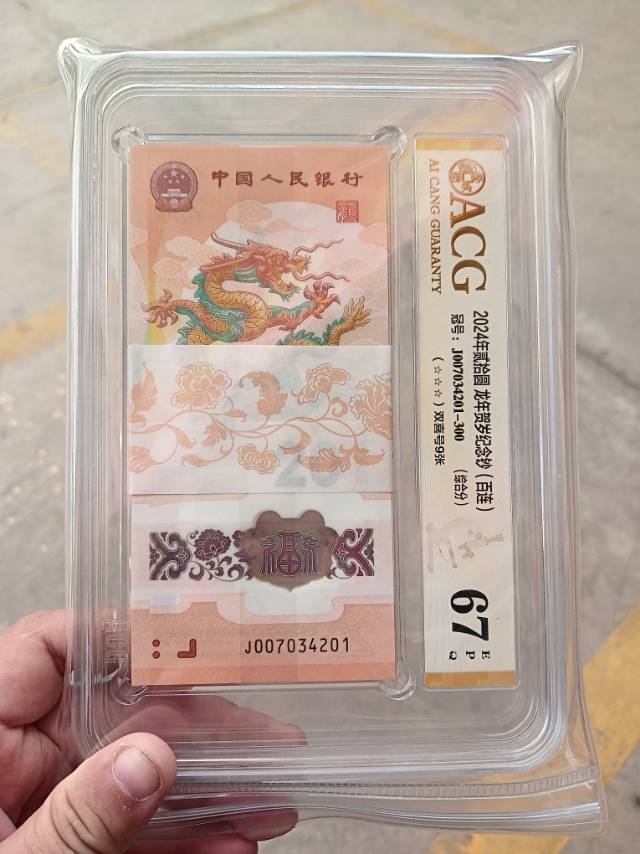 中国人民银行
J007034201
ACG
AI CANG GUARANTY
2024年贰拾圆 龙年贺岁纪念钞（百连）
冠号：J007034201-300 （综合分）
（☆☆☆）双喜号9张
67
EPQ